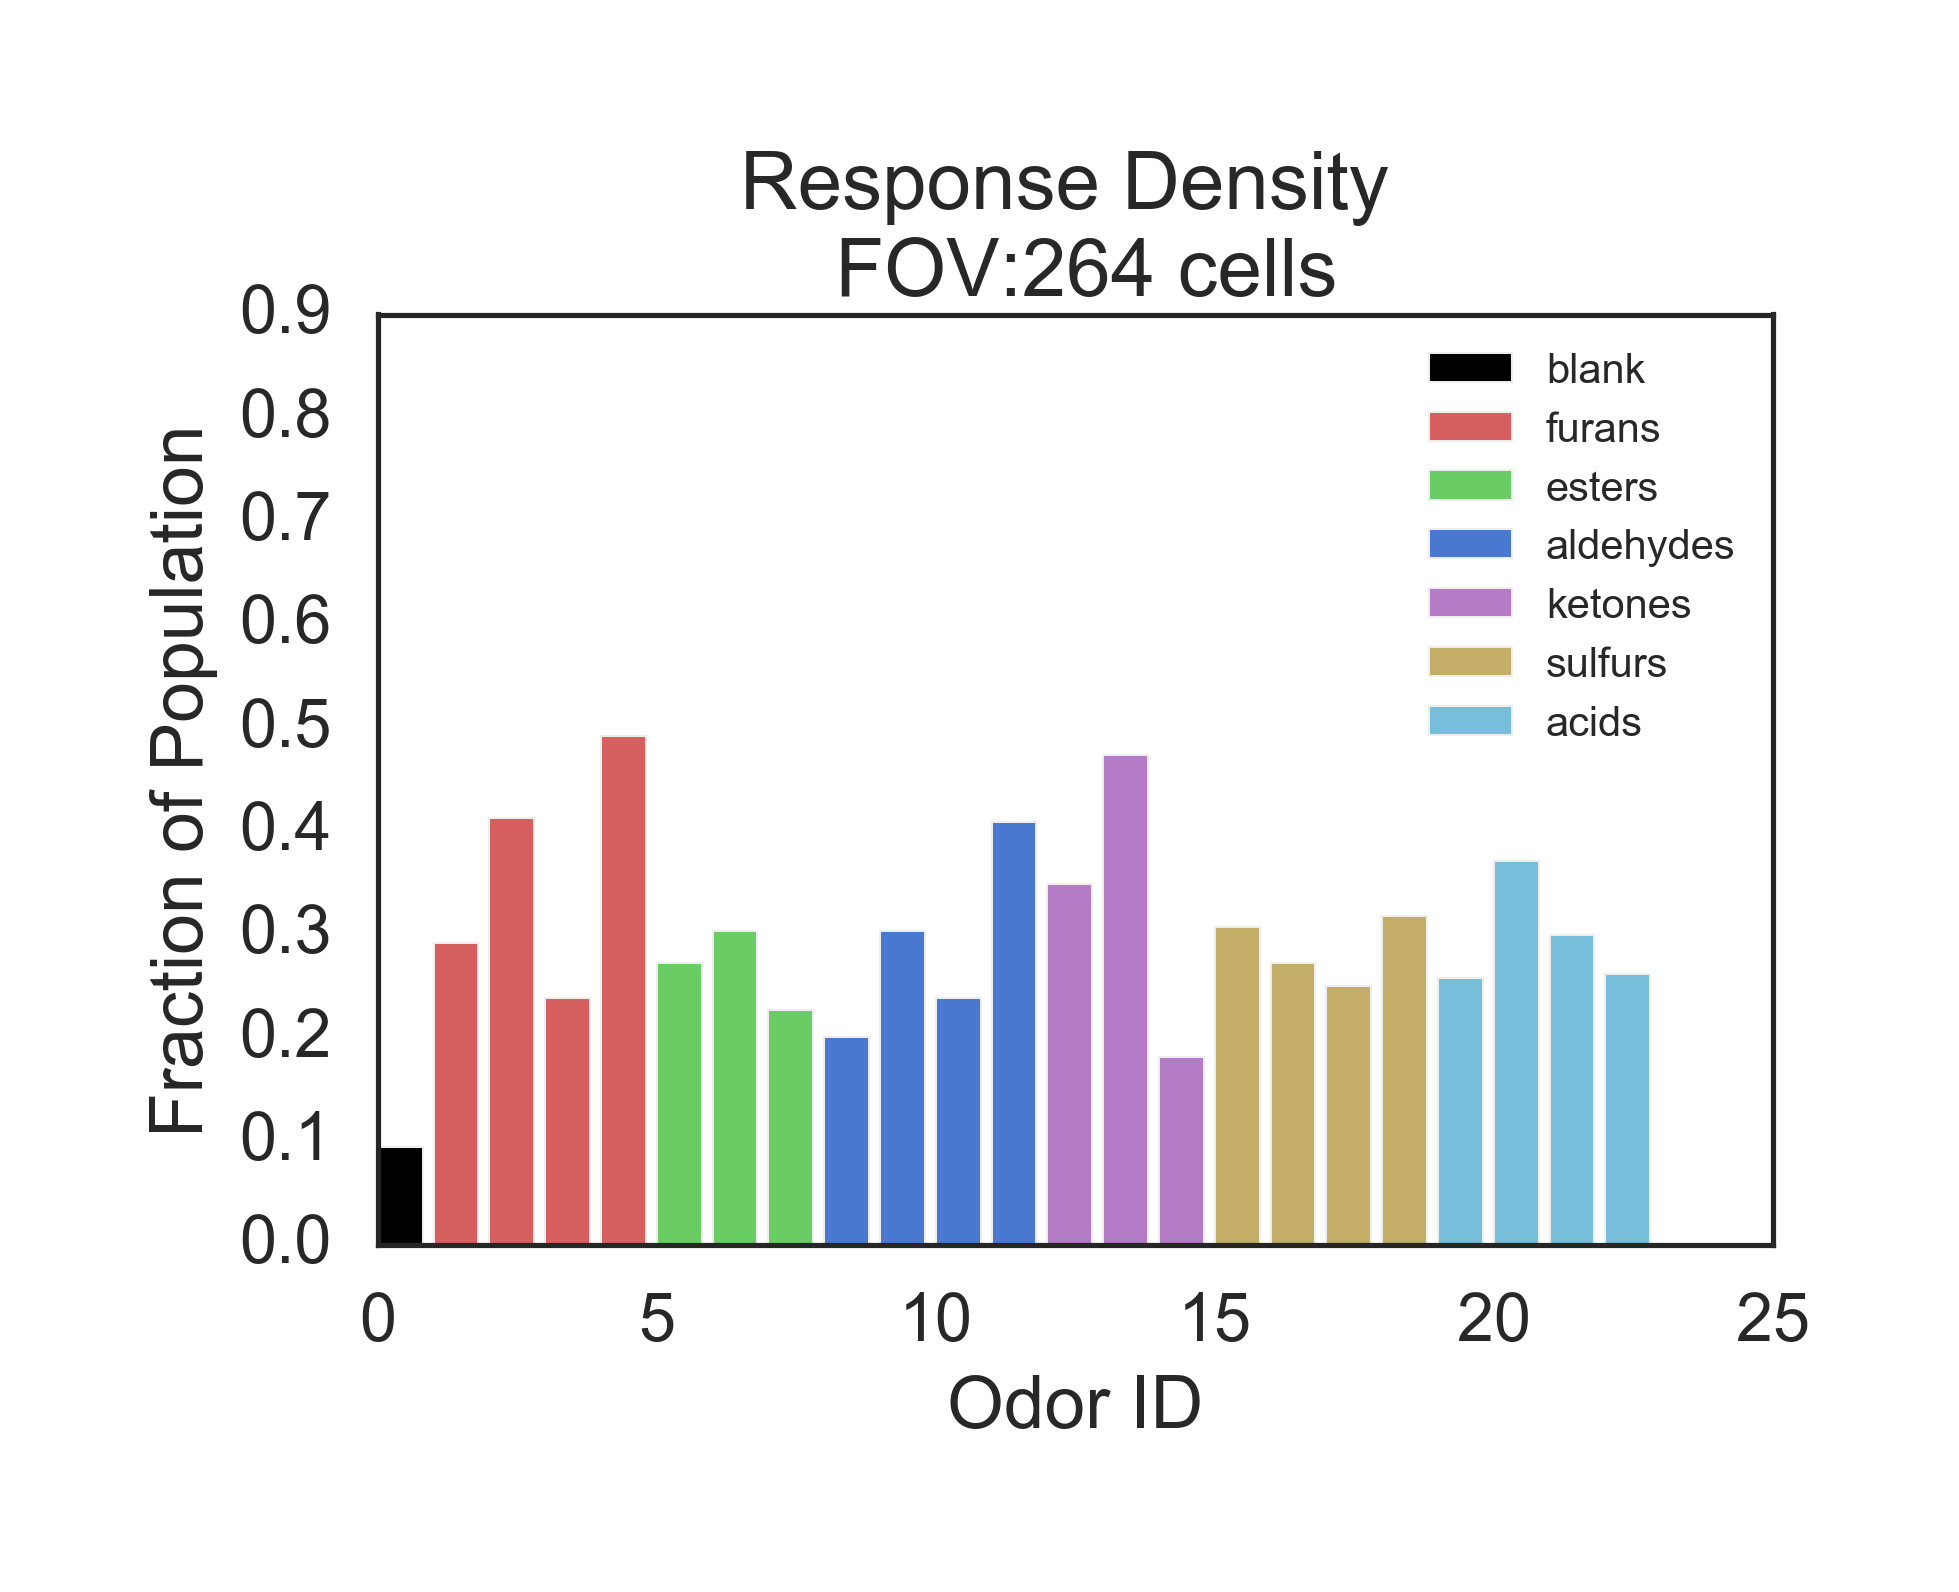 Response Density
FOV:264 cells
0.9
0.8
0.7
0.6
0.5
0.4
0.3
0.2
0.1
0.0
Fraction of Population
blank
furans
esters
aldehydes
ketones
sulfurs
acids
0 5 10 15 20 25
Odor ID